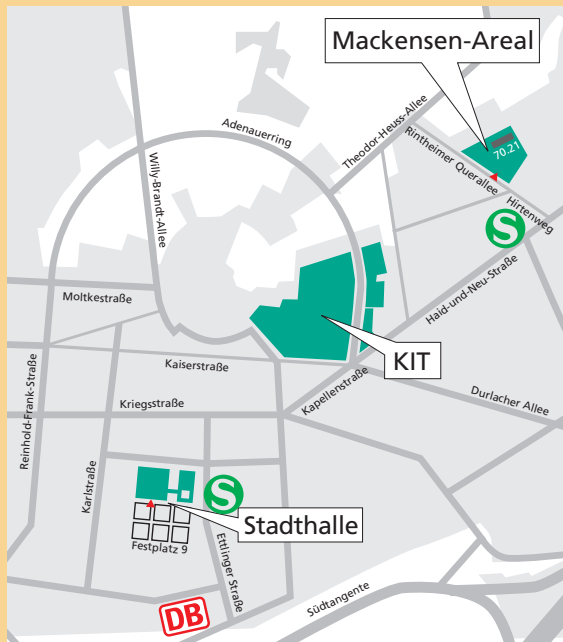 Mackensen-Areal
Adenauerring
Theodor-Heuss-Allee
70.21
Rintheimer Querallee
Willy-Brandt-Allee
Hirtenweg
S
Haid-und-Neu-Straße
Moltkestraße
KIT
Kaiserstraße
Kapellenstraße
Durlacher Allee
Reinhold-Frank-Straße
Kriegsstraße
Karlstraße
S
Stadthalle
Festplatz 9
Ettlinger Straße
DB
Südtangente